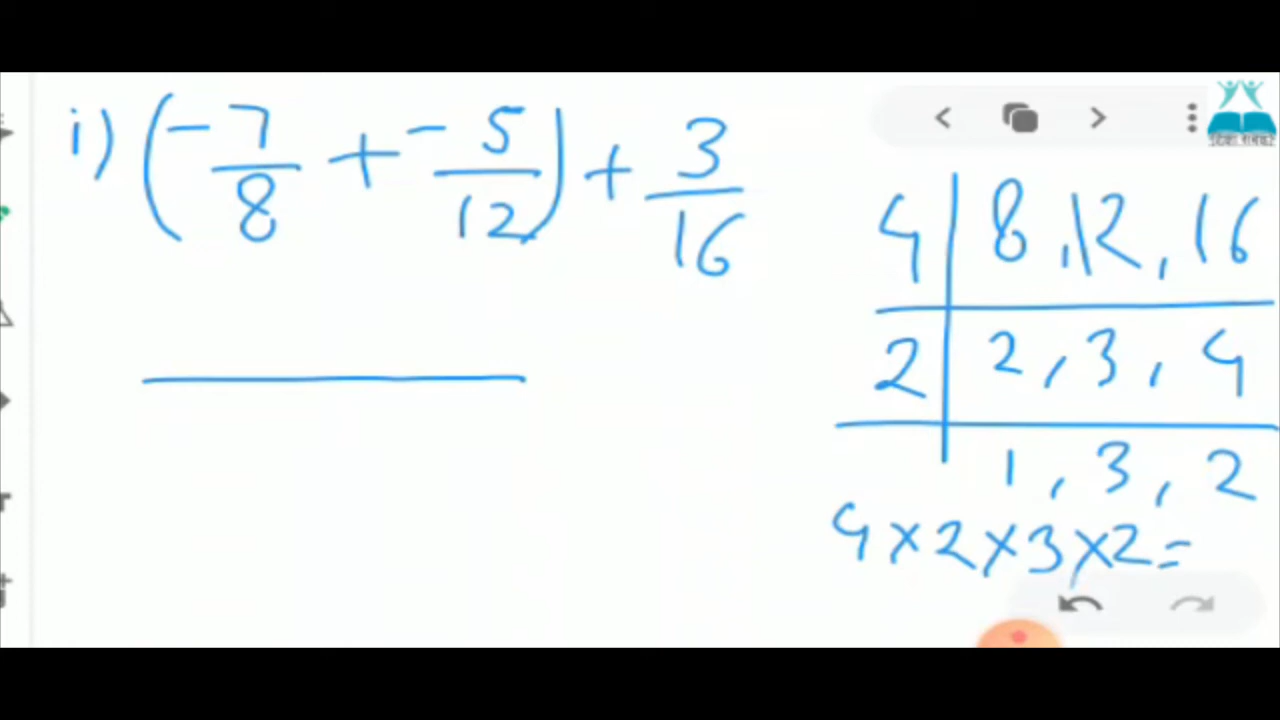 i) (-7/8 + -5/12) + 3/16
4 | 8, 12, 16
2 | 2, 3, 4
1, 3, 2
4×2×3×2=